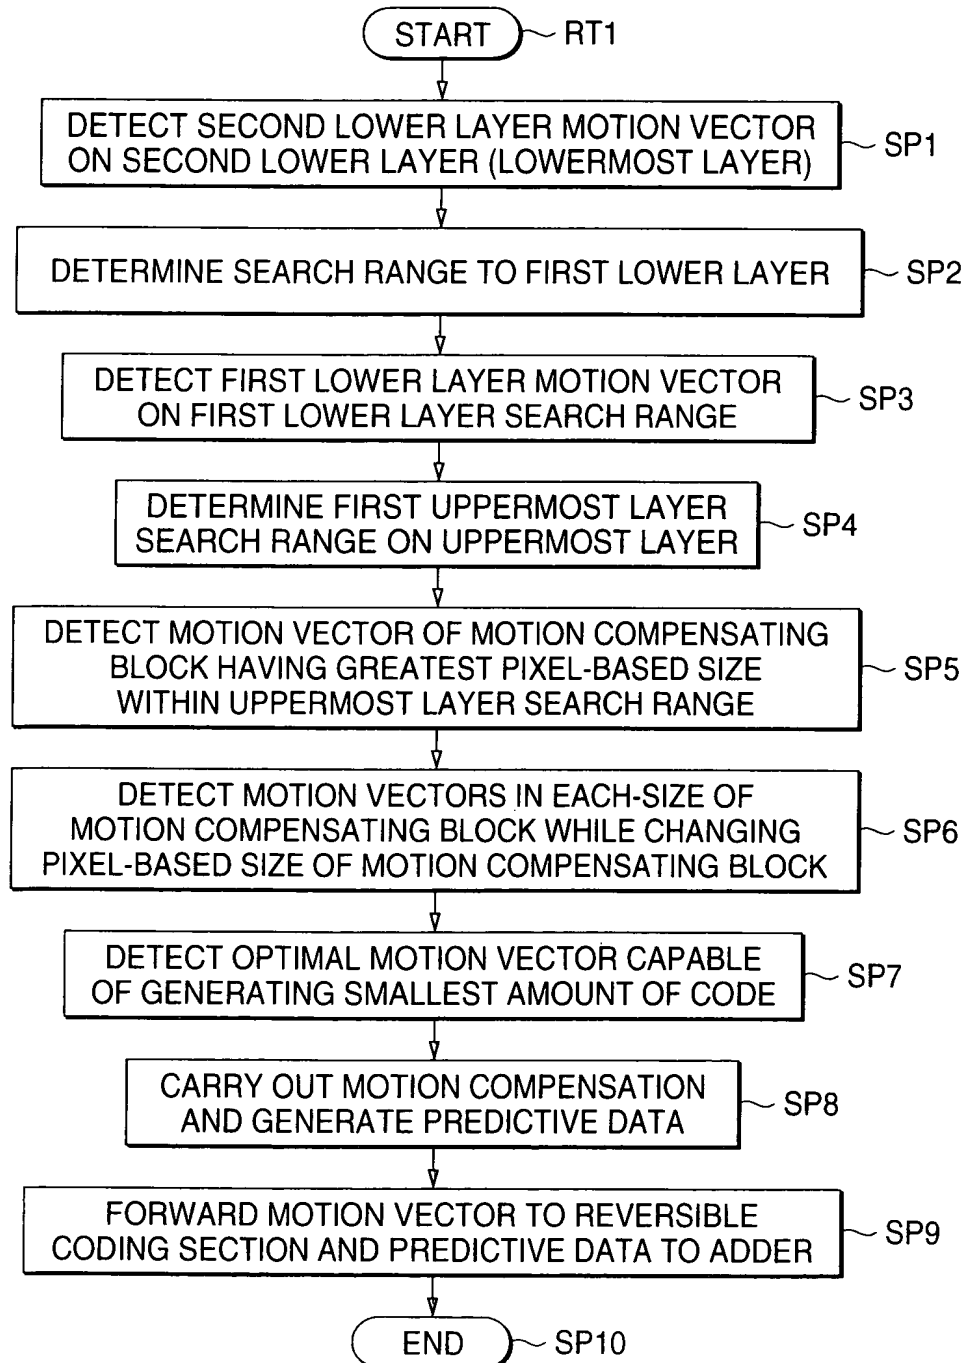 START
RT1
DETECT SECOND LOWER LAYER MOTION VECTOR
ON SECOND LOWER LAYER (LOWERMOST LAYER)
SP1
DETERMINE SEARCH RANGE TO FIRST LOWER LAYER
SP2
DETECT FIRST LOWER LAYER MOTION VECTOR
ON FIRST LOWER LAYER SEARCH RANGE
SP3
DETERMINE FIRST UPPERMOST LAYER
SEARCH RANGE ON UPPERMOST LAYER
SP4
DETECT MOTION VECTOR OF MOTION COMPENSATING
BLOCK HAVING GREATEST PIXEL-BASED SIZE
WITHIN UPPERMOST LAYER SEARCH RANGE
SP5
DETECT MOTION VECTORS IN EACH-SIZE OF
MOTION COMPENSATING BLOCK WHILE CHANGING
PIXEL-BASED SIZE OF MOTION COMPENSATING BLOCK
SP6
DETECT OPTIMAL MOTION VECTOR CAPABLE
OF GENERATING SMALLEST AMOUNT OF CODE
SP7
CARRY OUT MOTION COMPENSATION
AND GENERATE PREDICTIVE DATA
SP8
FORWARD MOTION VECTOR TO REVERSIBLE
CODING SECTION AND PREDICTIVE DATA TO ADDER
SP9
END
SP10